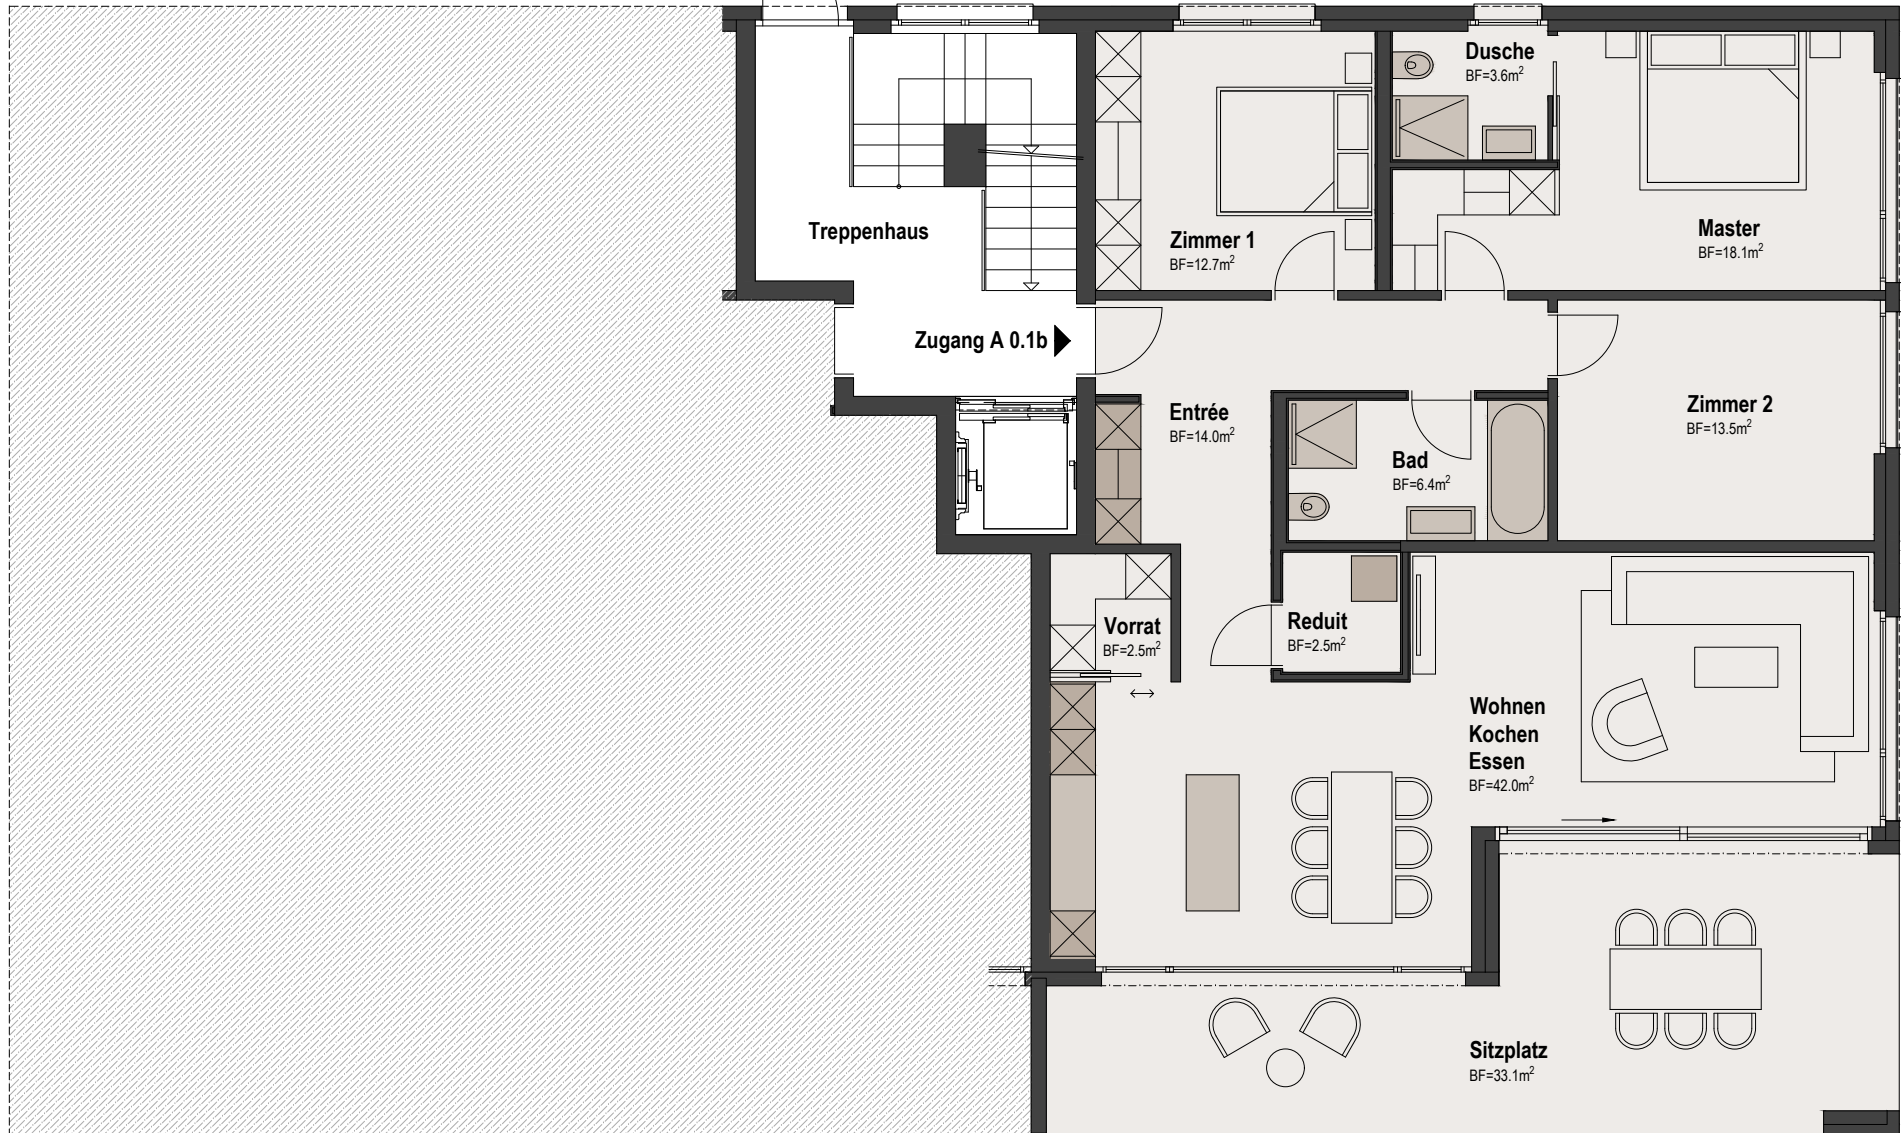 Dusche
BF=3.6m²
Treppenhaus
Zimmer 1
BF=12.7m²
Master
BF=18.1m²
Zugang A 0.1b
Entrée
BF=14.0m²
Zimmer 2
BF=13.5m²
Bad
BF=6.4m²
Vorrat
BF=2.5m²
Reduit
BF=2.5m²
Wohnen
Kochen
Essen
BF=42.0m²
Sitzplatz
BF=33.1m²